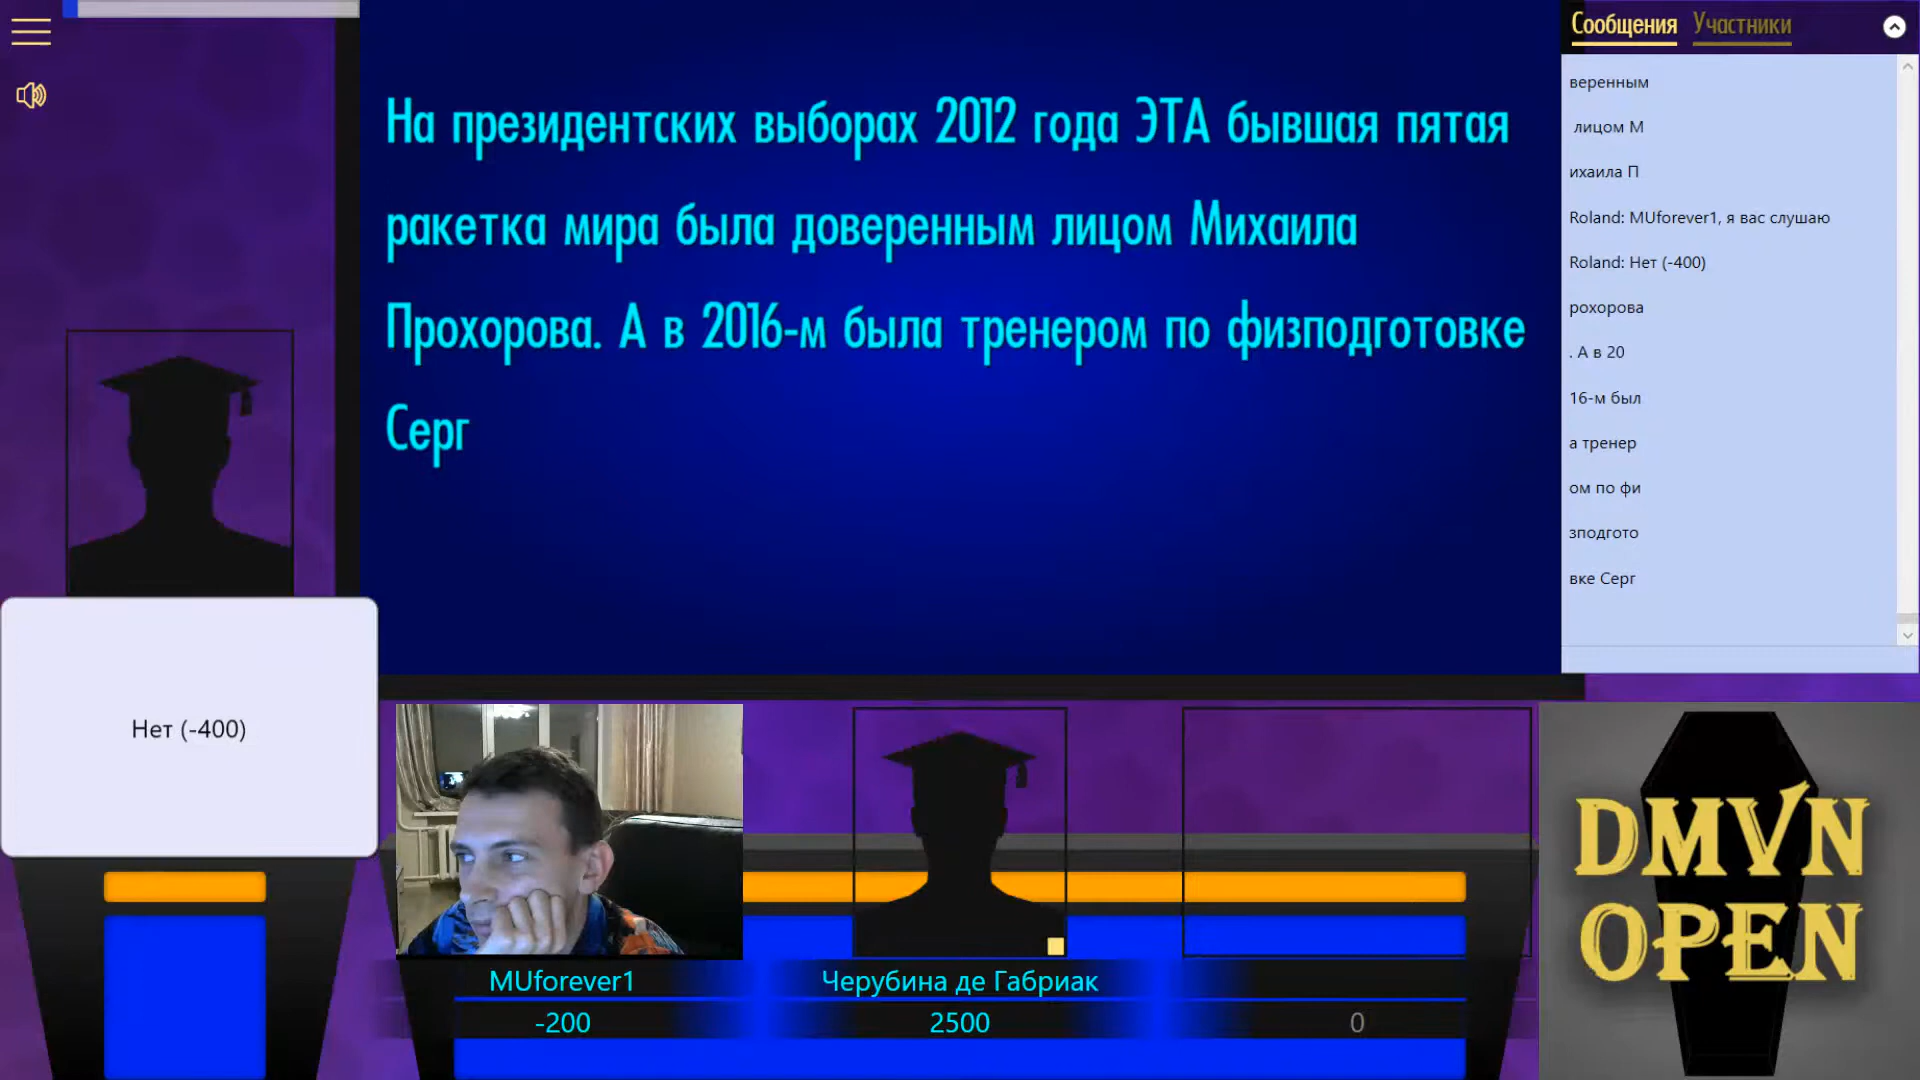 Сообщения Участники
На президентских выборах 2012 года ЭТА бывшая пятая
ракетка мира была доверенным лицом Михаила
Прохорова. А в 2016-м была тренером по физподготовке
Серг
веренным
лицом М
ихаила П
Roland: MUforever1, я вас слушаю
Roland: Нет (-400)
рохорова
. А в 20
16-м был
а тренер
ом по фи
зподгото
вке Серг
Нет (-400)
DMVN
OPEN
MUforever1
Черубина де Габриак
-200
2500
0